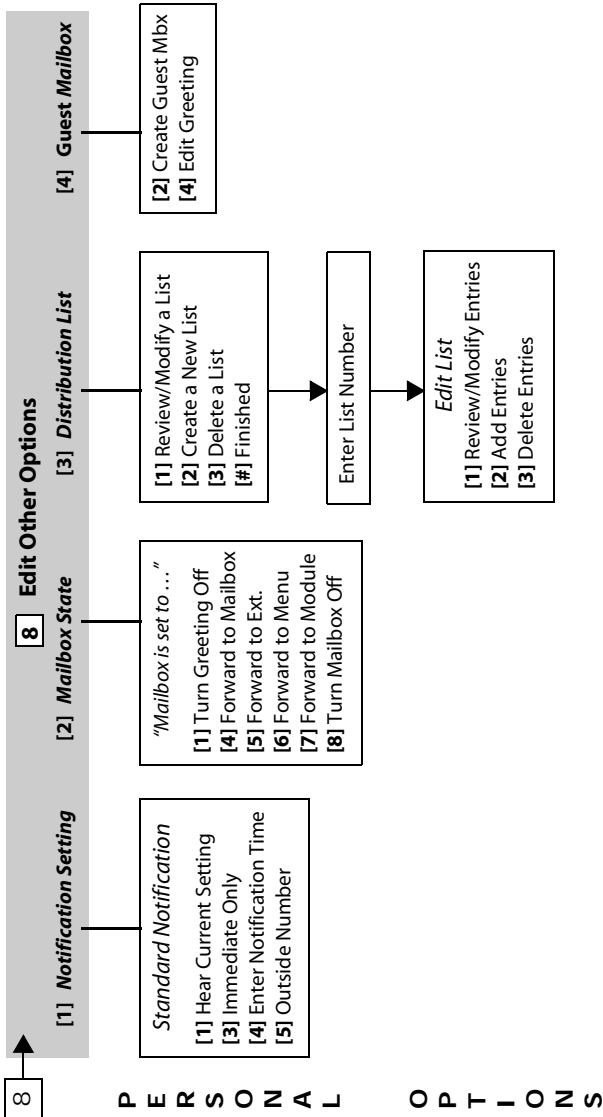 8
8 Edit Other Options
[1] Notification Setting
[2] Mailbox State
[3] Distribution List
[4] Guest Mailbox
Standard Notification
[1] Hear Current Setting
[3] Immediate Only
[4] Enter Notification Time
[5] Outside Number
"Mailbox is set to …"
[1] Turn Greeting Off
[4] Forward to Mailbox
[5] Forward to Ext.
[6] Forward to Menu
[7] Forward to Module
[8] Turn Mailbox Off
[1] Review/Modify a List
[2] Create a New List
[3] Delete a List
[#] Finished
Enter List Number
Edit List
[1] Review/Modify Entries
[2] Add Entries
[3] Delete Entries
[2] Create Guest Mbx
[4] Edit Greeting
PERSONAL OPTIONS